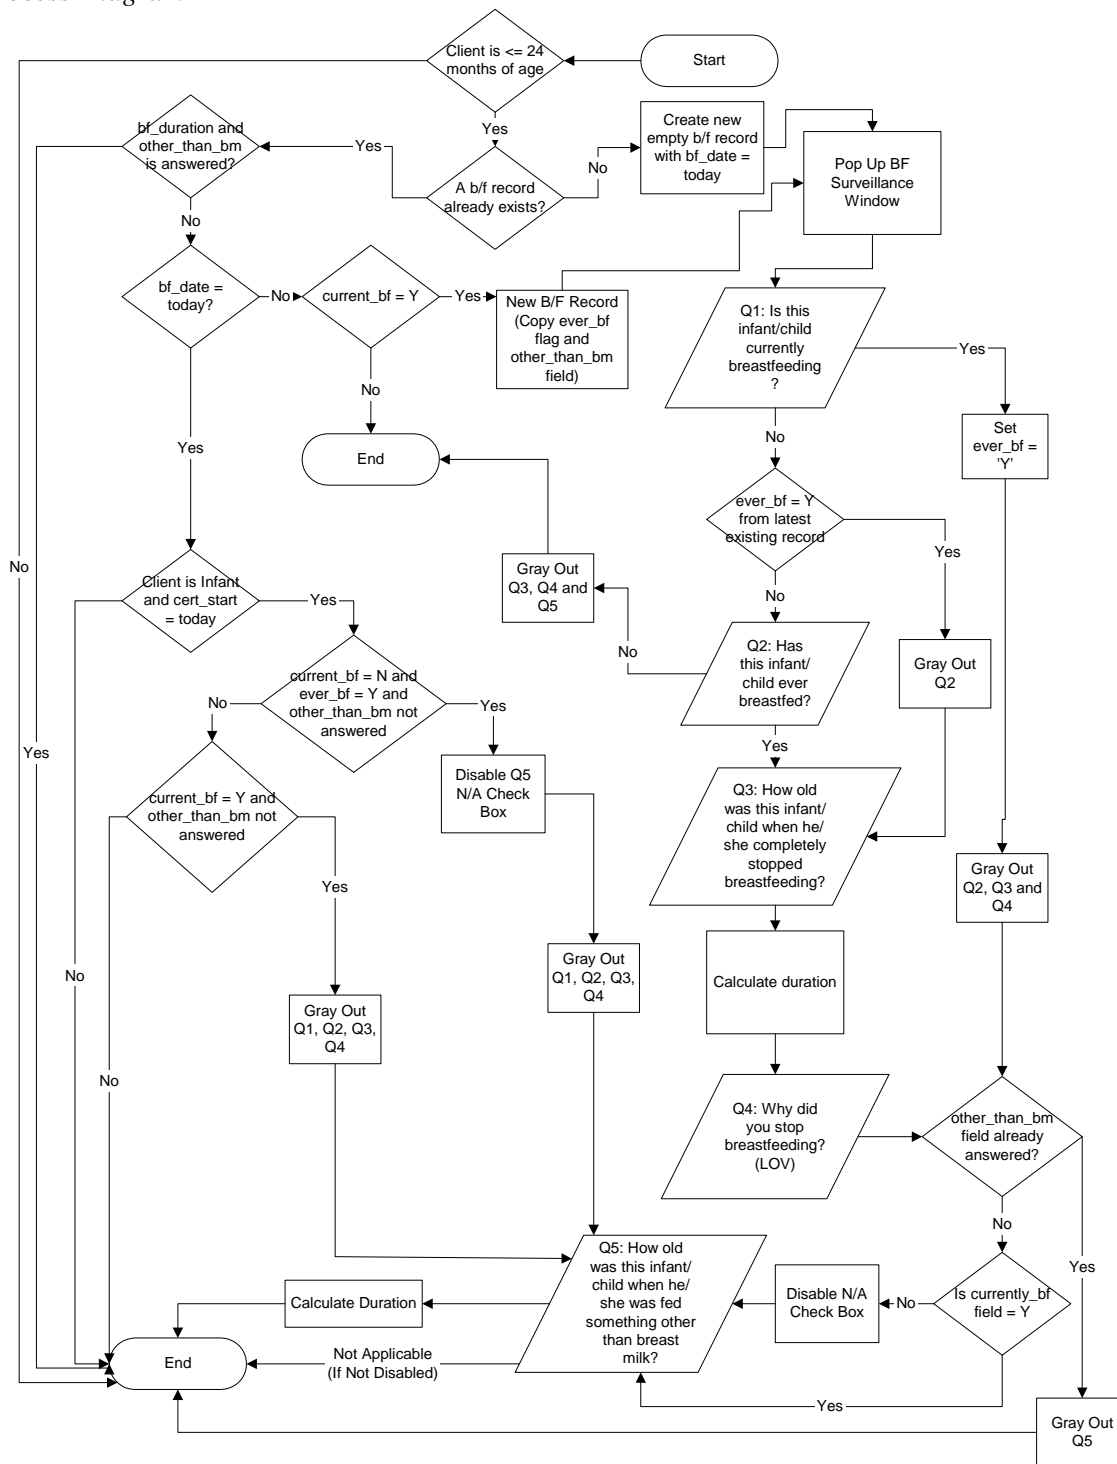 Client is <= 24
months of age
Start
Yes
bf_duration and
other_than_bm
is answered?
Yes
A b/f record
already exists?
No
Create new
empty b/f record
with bf_date =
today
Pop Up BF
Surveillance
Window
No
bf_date =
today?
No
current_bf = Y
Yes
New B/F Record
(Copy ever_bf
flag and
other_than_bm
field)
Q1: Is this
infant/child
currently
breastfeeding
?
Yes
No
End
Yes
No
Set
ever_bf =
'Y'
ever_bf = Y
from latest
existing record
Yes
No
No
Client is Infant
and cert_start
= today
Yes
Gray Out
Q3, Q4 and
Q5
No
Q2: Has
this infant/
child ever
breastfed?
Gray Out
Q2
current_bf = N and
ever_bf = Y and
other_than_bm not
answered
No
Yes
Yes
Yes
Disable Q5
N/A Check
Box
current_bf = Y and
other_than_bm not
answered
Yes
Q3: How old
was this infant/
child when he/
she completely
stopped
breastfeeding?
Gray Out
Q2, Q3 and
Q4
No
Gray Out
Q1, Q2, Q3,
Q4
Calculate duration
Gray Out
Q1, Q2, Q3,
Q4
No
Q4: Why did
you stop
breastfeeding?
(LOV)
other_than_bm
field already
answered?
No
Yes
Q5: How old
was this infant/
child when he/
she was fed
something other
than breast
milk?
Disable N/A
Check Box
No
Is currently_bf
field = Y
Calculate Duration
End
Not Applicable
(If Not Disabled)
Yes
Gray Out
Q5